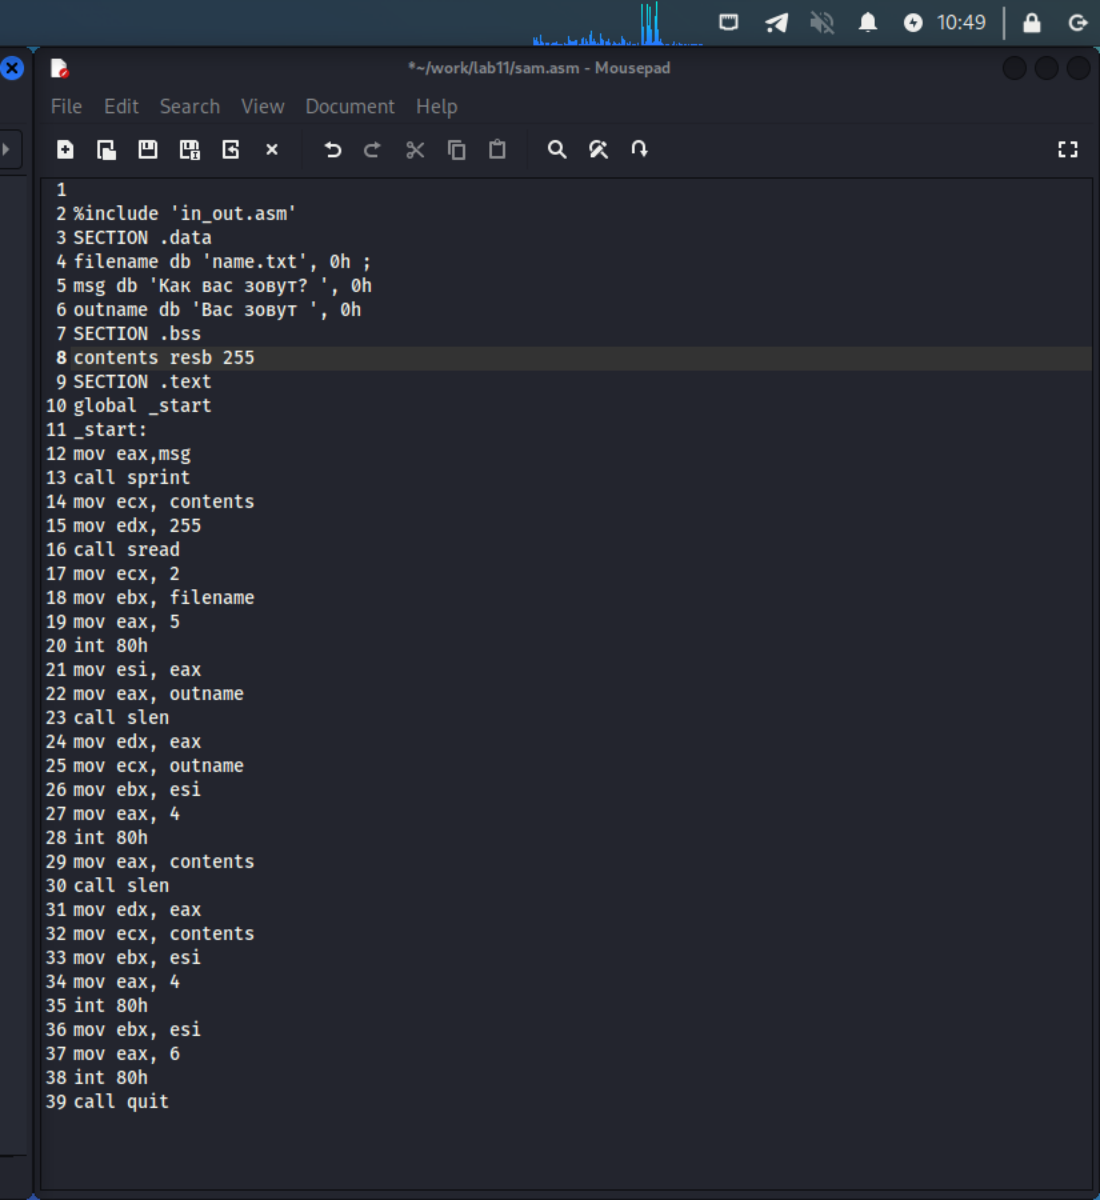 10:49
*~/work/lab11/sam.asm - Mousepad
File Edit Search View Document Help
1
2 %include 'in_out.asm'
3 SECTION .data
4 filename db 'name.txt', 0h ;
5 msg db 'Как вас зовут? ', 0h
6 outname db 'Вас зовут ', 0h
7 SECTION .bss
8 contents resb 255
9 SECTION .text
10 global _start
11 _start:
12 mov eax,msg
13 call sprint
14 mov ecx, contents
15 mov edx, 255
16 call sread
17 mov ecx, 2
18 mov ebx, filename
19 mov eax, 5
20 int 80h
21 mov esi, eax
22 mov eax, outname
23 call slen
24 mov edx, eax
25 mov ecx, outname
26 mov ebx, esi
27 mov eax, 4
28 int 80h
29 mov eax, contents
30 call slen
31 mov edx, eax
32 mov ecx, contents
33 mov ebx, esi
34 mov eax, 4
35 int 80h
36 mov ebx, esi
37 mov eax, 6
38 int 80h
39 call quit